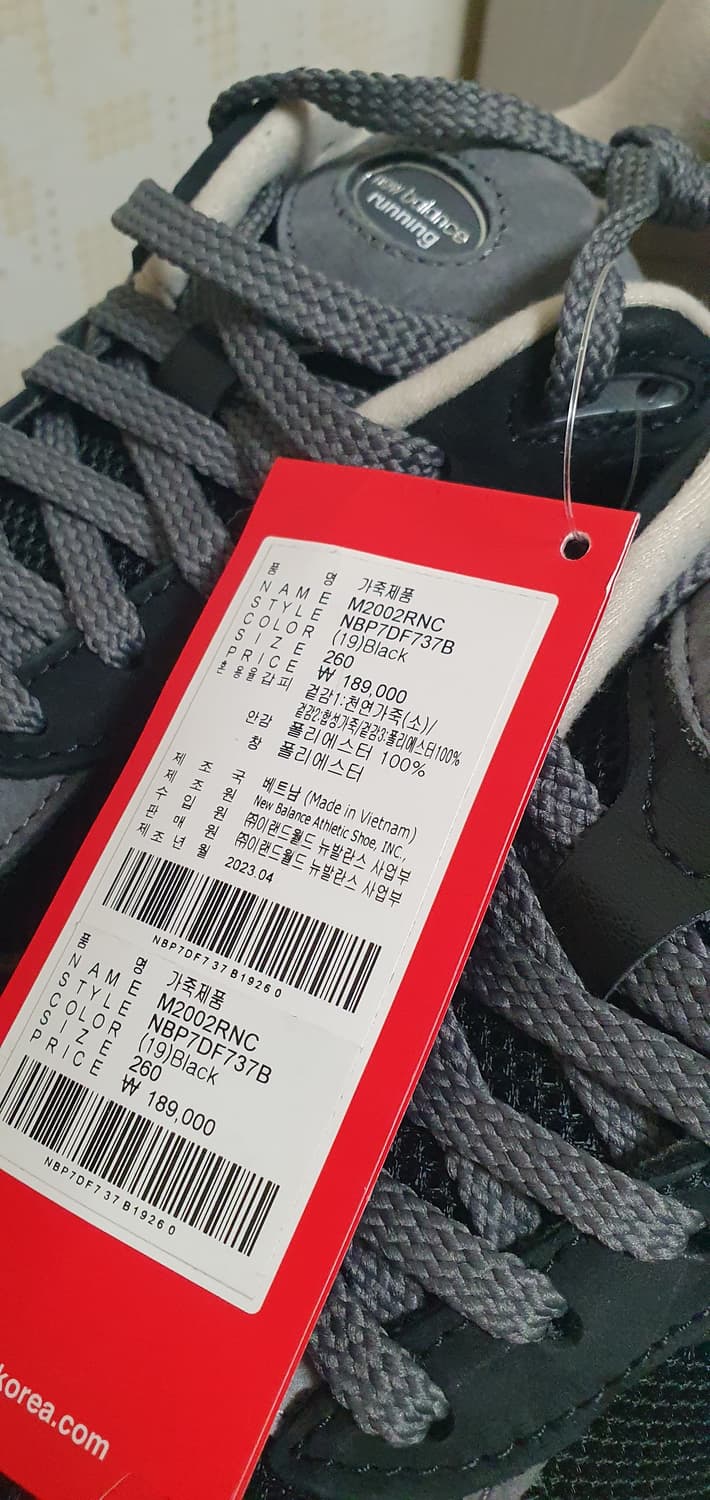 new balance
running
품 명 가죽제품
NAME M2002RNC
STYLE NBP7DF737B
COLOR (19)Black
SIZE 260
PRICE ₩ 189,000
혼용율 겉감 겉감1:천연가죽(소)/
겉감2:합성가죽/겉감3:폴리에스터100%
안감 폴리에스터 100%
창 폴리에스터
제 조 국 베트남 (Made in Vietnam)
제 조 원 New Balance Athletic Shoe, INC.,
수 입 원 ㈜이랜드월드 뉴발란스 사업부
판 매 원 ㈜이랜드월드 뉴발란스 사업부
제조년월 2023.04
NBP7DF737B19260
품 명 가죽제품
NAME M2002RNC
STYLE NBP7DF737B
COLOR (19)Black
SIZE 260
PRICE ₩ 189,000
NBP7DF737B19260
korea.com